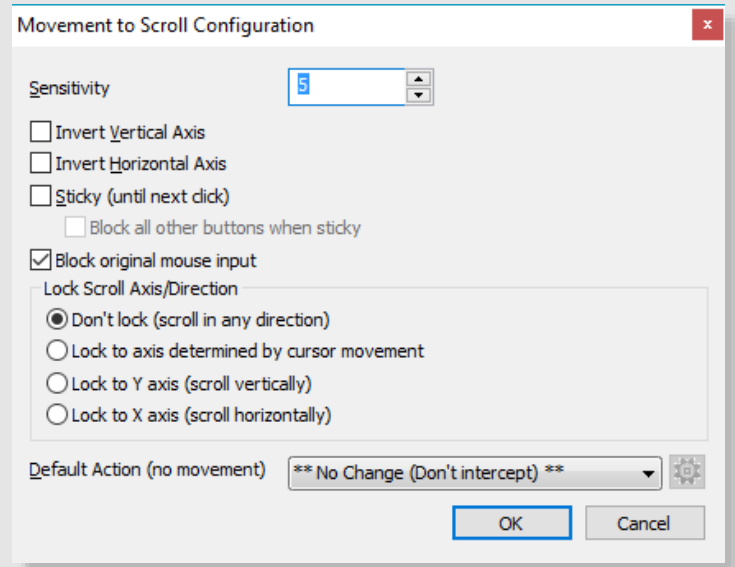 Movement to Scroll Configuration
x
Sensitivity 5
Invert Vertical Axis
Invert Horizontal Axis
Sticky (until next click)
Block all other buttons when sticky
Block original mouse input
Lock Scroll Axis/Direction
Don't lock (scroll in any direction)
Lock to axis determined by cursor movement
Lock to Y axis (scroll vertically)
Lock to X axis (scroll horizontally)
Default Action (no movement) ** No Change (Don't intercept) **
OK Cancel